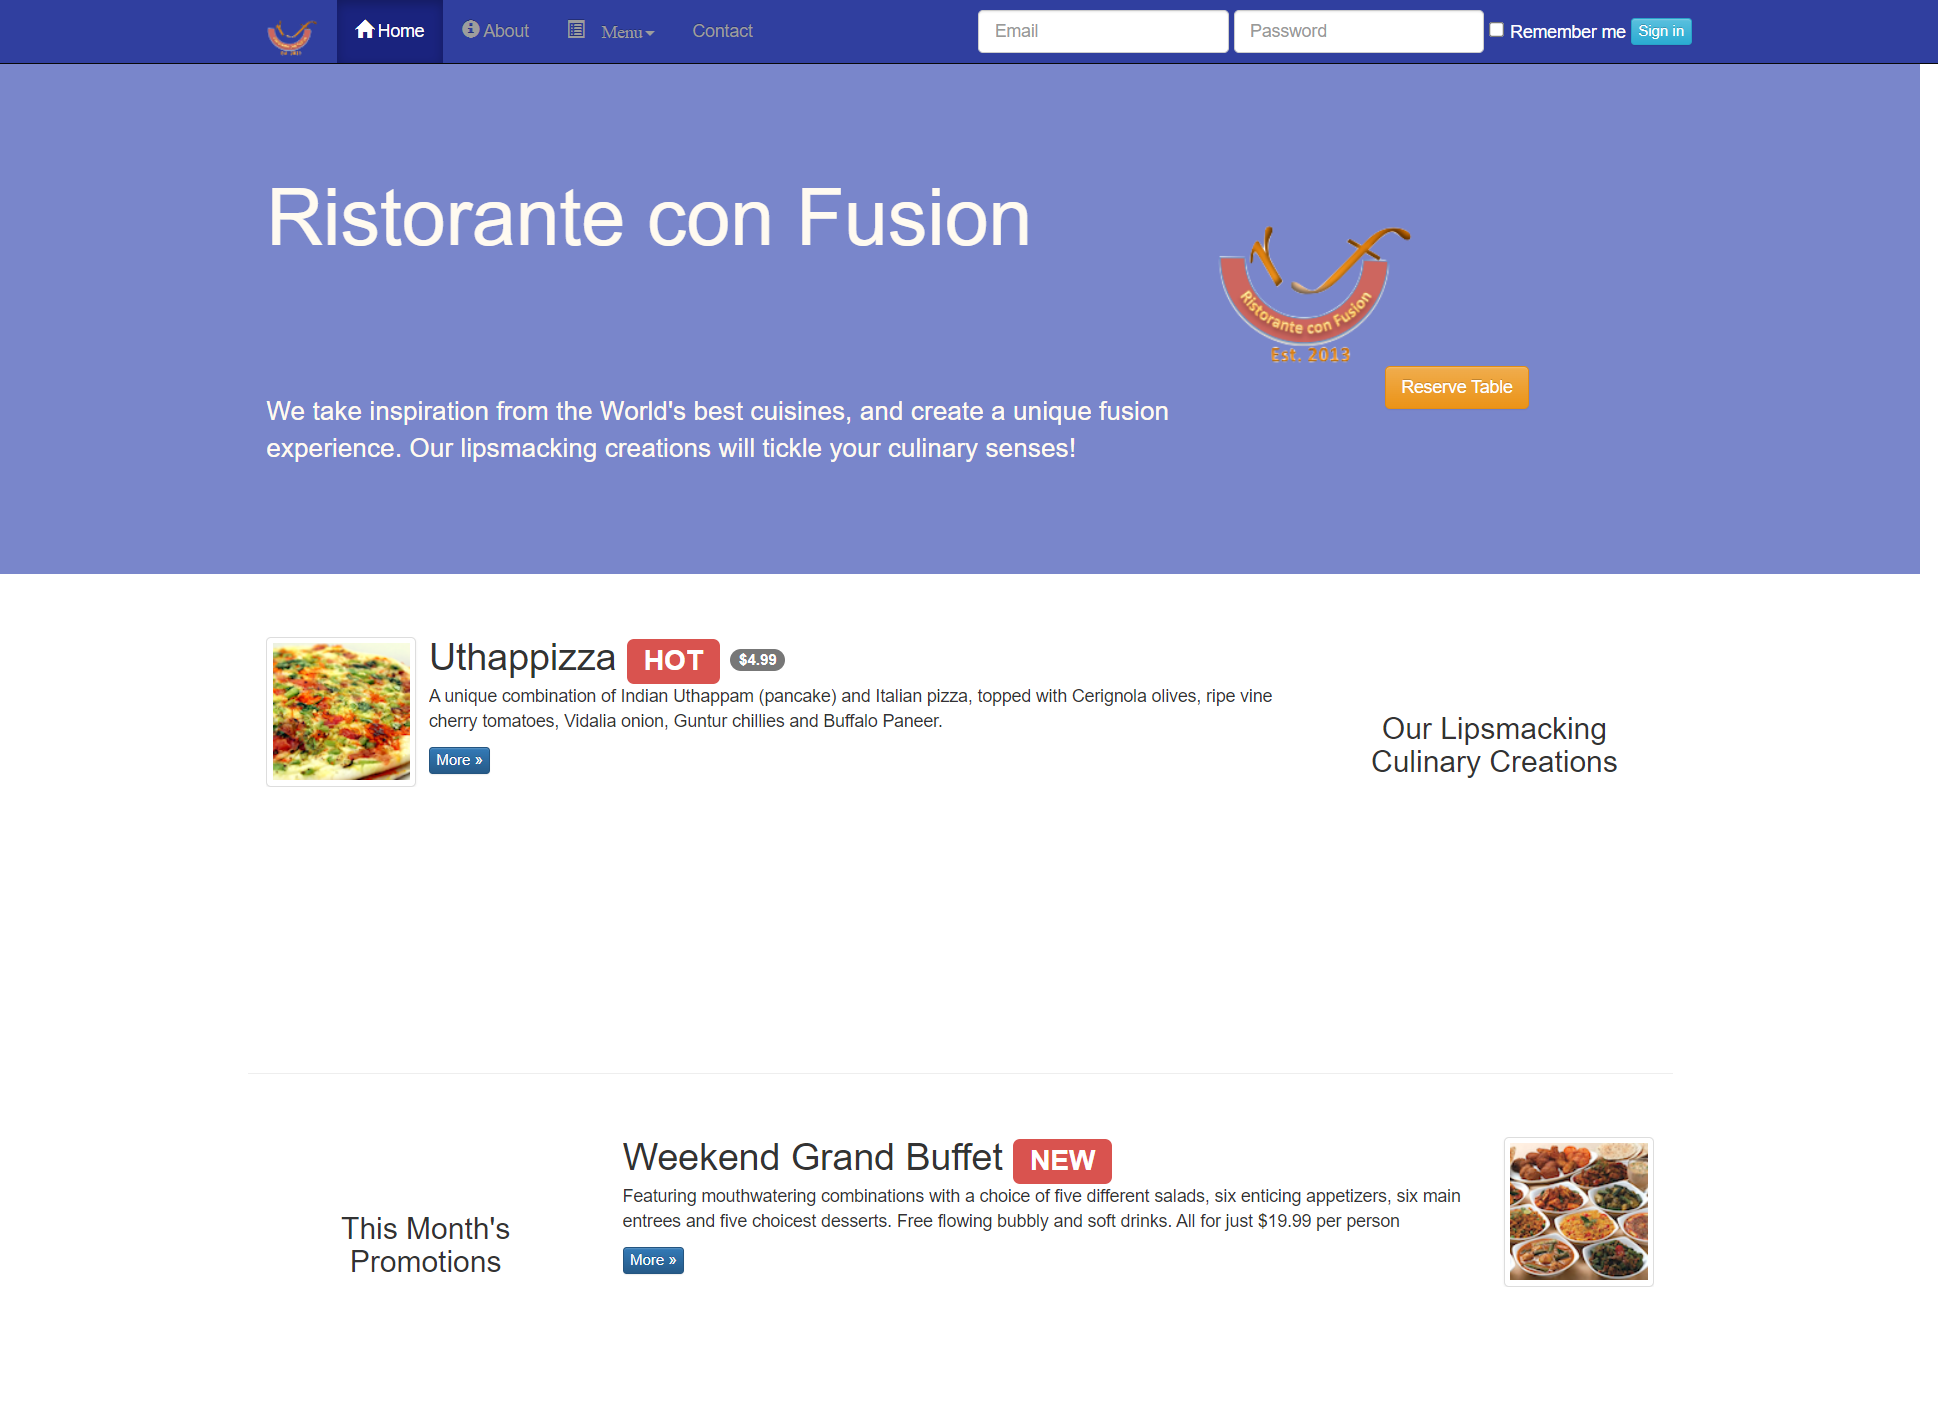 Home About Menu Contact Email Password Remember me Sign in
Ristorante con Fusion
Ristorante con Fusion
Est. 2013
Reserve Table
We take inspiration from the World's best cuisines, and create a unique fusion
experience. Our lipsmacking creations will tickle your culinary senses!
Uthappizza HOT $4.99
A unique combination of Indian Uthappam (pancake) and Italian pizza, topped with Cerignola olives, ripe vine
cherry tomatoes, Vidalia onion, Guntur chillies and Buffalo Paneer.
More »
Our Lipsmacking
Culinary Creations
This Month's
Promotions
Weekend Grand Buffet NEW
Featuring mouthwatering combinations with a choice of five different salads, six enticing appetizers, six main
entrees and five choicest desserts. Free flowing bubbly and soft drinks. All for just $19.99 per person
More »